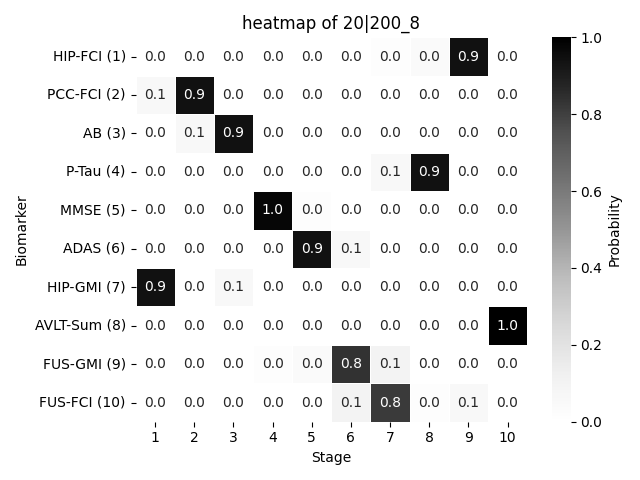 heatmap of 20|200_8
HIP-FCI (1) 0.0 0.0 0.0 0.0 0.0 0.0 0.0 0.0 0.9 0.0
PCC-FCI (2) 0.1 0.9 0.0 0.0 0.0 0.0 0.0 0.0 0.0 0.0
AB (3) 0.0 0.1 0.9 0.0 0.0 0.0 0.0 0.0 0.0 0.0
P-Tau (4) 0.0 0.0 0.0 0.0 0.0 0.0 0.1 0.9 0.0 0.0
MMSE (5) 0.0 0.0 0.0 1.0 0.0 0.0 0.0 0.0 0.0 0.0
ADAS (6) 0.0 0.0 0.0 0.0 0.9 0.1 0.0 0.0 0.0 0.0
HIP-GMI (7) 0.9 0.0 0.1 0.0 0.0 0.0 0.0 0.0 0.0 0.0
AVLT-Sum (8) 0.0 0.0 0.0 0.0 0.0 0.0 0.0 0.0 0.0 1.0
FUS-GMI (9) 0.0 0.0 0.0 0.0 0.0 0.8 0.1 0.0 0.0 0.0
FUS-FCI (10) 0.0 0.0 0.0 0.0 0.0 0.1 0.8 0.0 0.1 0.0
1 2 3 4 5 6 7 8 9 10
Stage
Biomarker
1.0
0.8
0.6
0.4
0.2
0.0
Probability